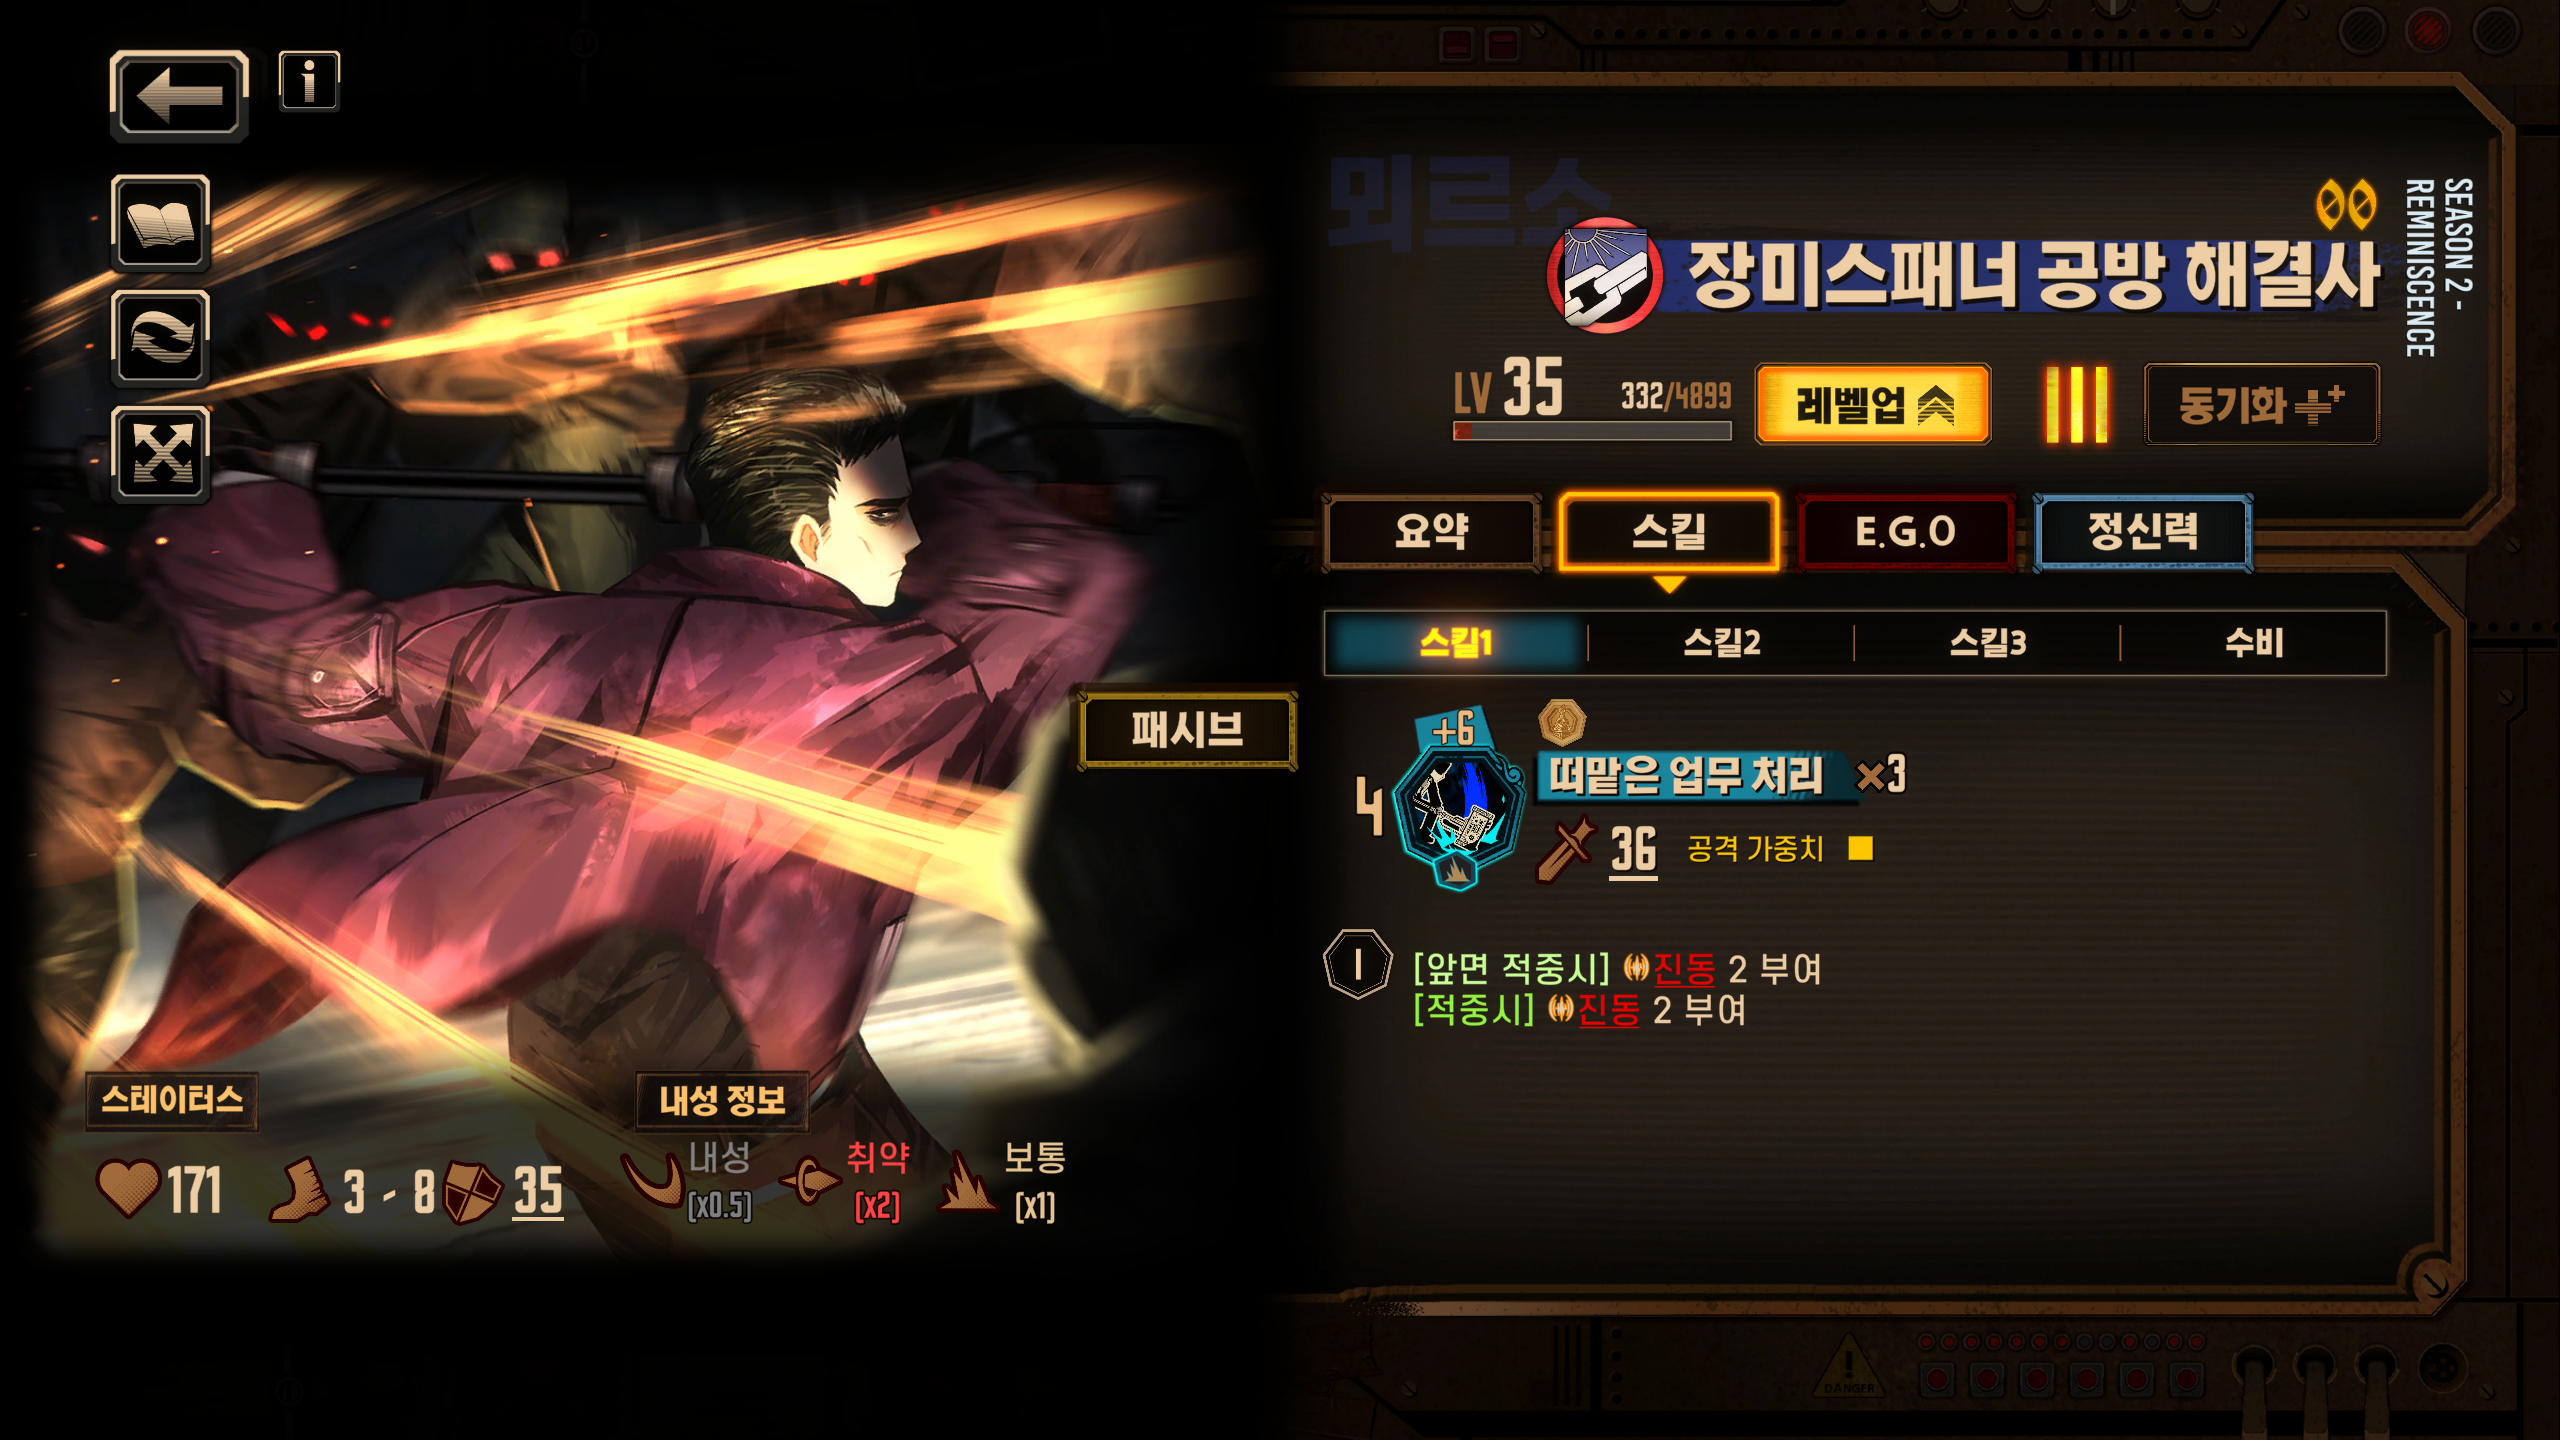 뫼르소
장미스패너 공방 해결사
SEASON 2 -
REMINISCENCE
LV 35
332/4899
레벨업
동기화
요약
스킬
E.G.O
정신력
스킬1
스킬2
스킬3
수비
패시브
+6
4
떠맡은 업무 처리 ×3
36 공격 가중치
[앞면 적중시] 진동 2 부여
[적중시] 진동 2 부여
스테이터스
171
3 - 8
35
내성 정보
내성
[x0.5]
취약
[x2]
보통
[x1]
DANGER